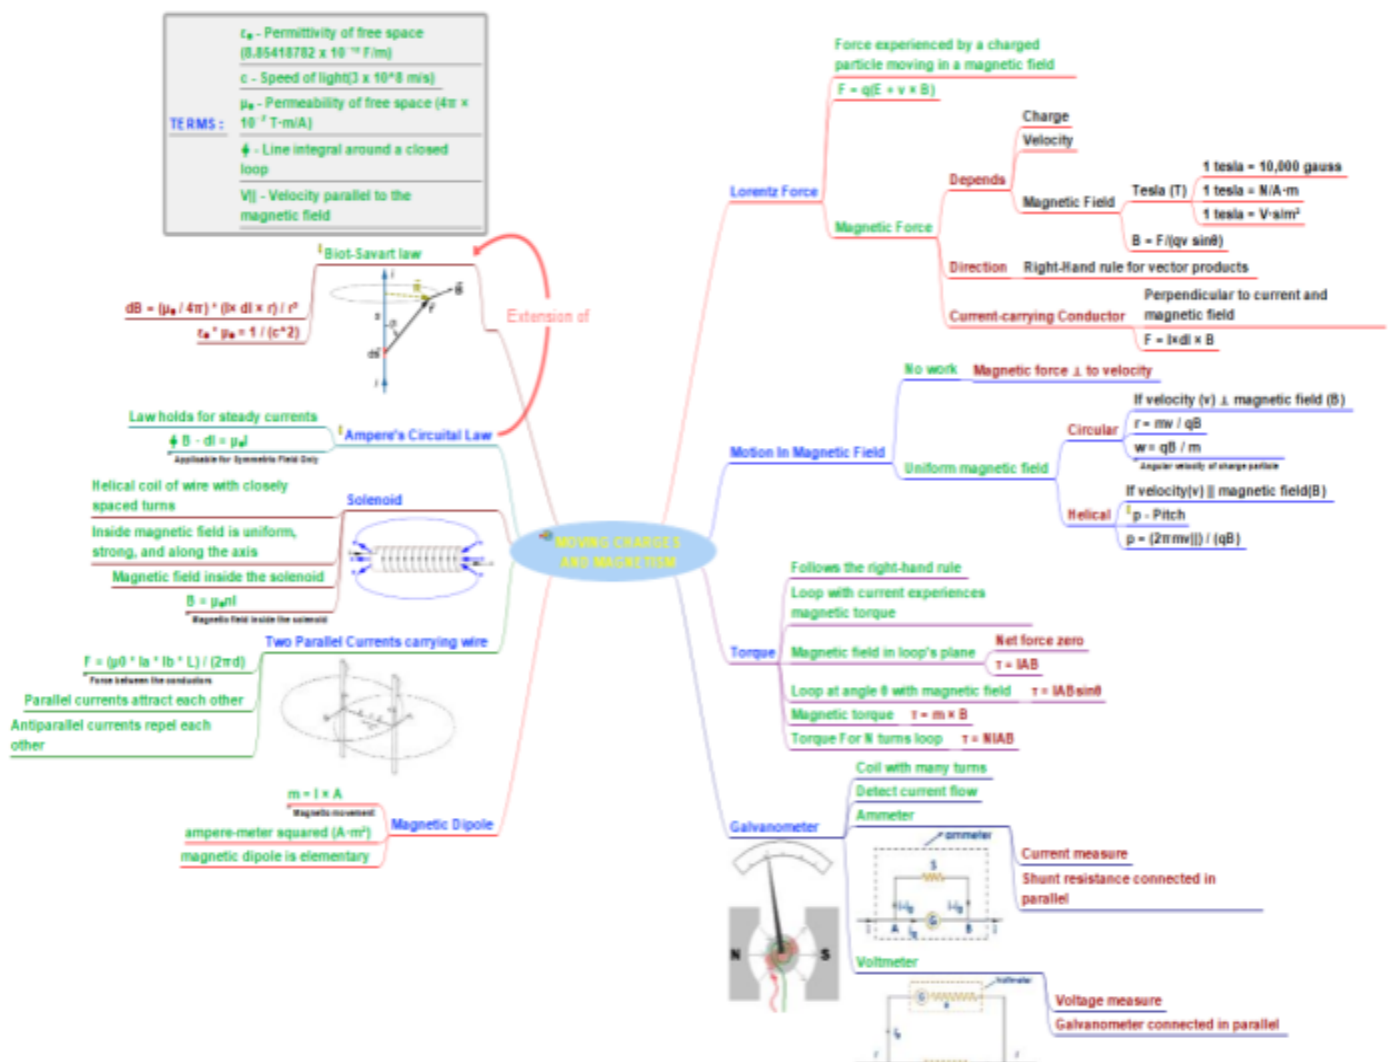 TERMS :
ε₀ - Permittivity of free space
(8.85418782 x 10⁻¹² F/m)
c - Speed of light(3 x 10^8 m/s)
μ₀ - Permeability of free space (4π ×
10⁻⁷ T·m/A)
∮ - Line integral around a closed
loop
V|| - Velocity parallel to the
magnetic field
Biot-Savart law
dB = (μ₀ / 4π) * (I× dl × r) / r³
ε₀ * μ₀ = 1 / (c^2)
Extension of
Ampere's Circuital Law
Law holds for steady currents
∮ B · dl = μ₀I
Applicable for Symmetric Field Only
Solenoid
Helical coil of wire with closely
spaced turns
Inside magnetic field is uniform,
strong, and along the axis
Magnetic field inside the solenoid
B = μ₀nI
Magnetic field inside the solenoid
Two Parallel Currents carrying wire
F = (μ0 * Ia * Ib * L) / (2πd)
Force between the conductors
Parallel currents attract each other
Antiparallel currents repel each
other
Magnetic Dipole
m = I × A
Magnetic movement
ampere-meter squared (A·m²)
magnetic dipole is elementary
MOVING CHARGES
AND MAGNETISM
Lorentz Force
Force experienced by a charged
particle moving in a magnetic field
F = q(E + v × B)
Magnetic Force
Depends
Charge
Velocity
Magnetic Field
Tesla (T)
1 tesla = 10,000 gauss
1 tesla = N/A·m
1 tesla = V·s/m²
B = F/(qv sinθ)
Direction
Right-Hand rule for vector products
Current-carrying Conductor
Perpendicular to current and
magnetic field
F = I×dl × B
Motion In Magnetic Field
No work
Magnetic force ⊥ to velocity
Uniform magnetic field
Circular
If velocity (v) ⊥ magnetic field (B)
r = mv / qB
w = qB / m
Angular velocity of charge particle
Helical
If velocity(v) || magnetic field(B)
p - Pitch
p = (2πmv||) / (qB)
Torque
Follows the right-hand rule
Loop with current experiences
magnetic torque
Magnetic field in loop's plane
Net force zero
τ = IAB
Loop at angle θ with magnetic field
τ = IABsinθ
Magnetic torque
τ = m × B
Torque For N turns loop
τ = NIAB
Galvanometer
Coil with many turns
Detect current flow
Ammeter
ammeter
S
G
A
B
Current measure
Shunt resistance connected in
parallel
N
S
Voltmeter
voltmeter
G
Voltage measure
Galvanometer connected in parallel